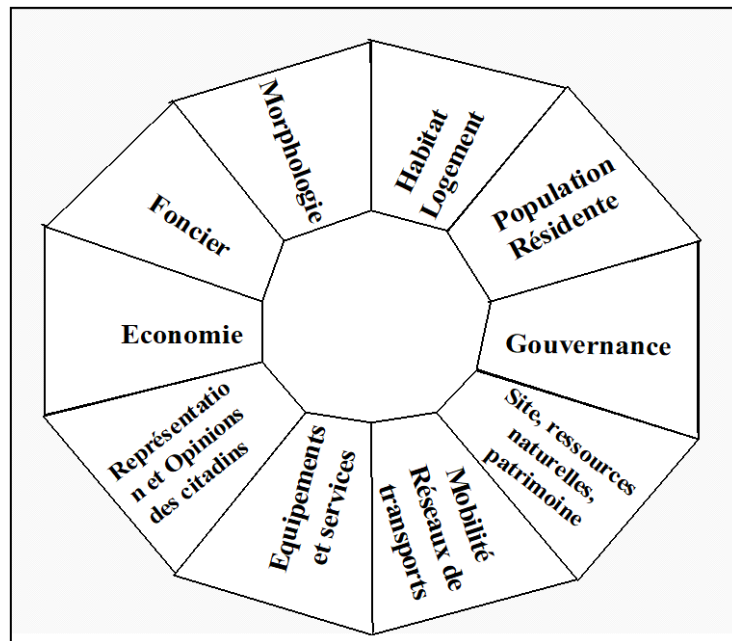 Morphologie
Habitat
Logement
Population
Résidente
Foncier
Economie
Gouvernance
Représentatio
n et Opinions
des citadins
Equipements
et services
Mobilité
Réseaux de
transports
Site, ressources
naturelles,
patrimoine